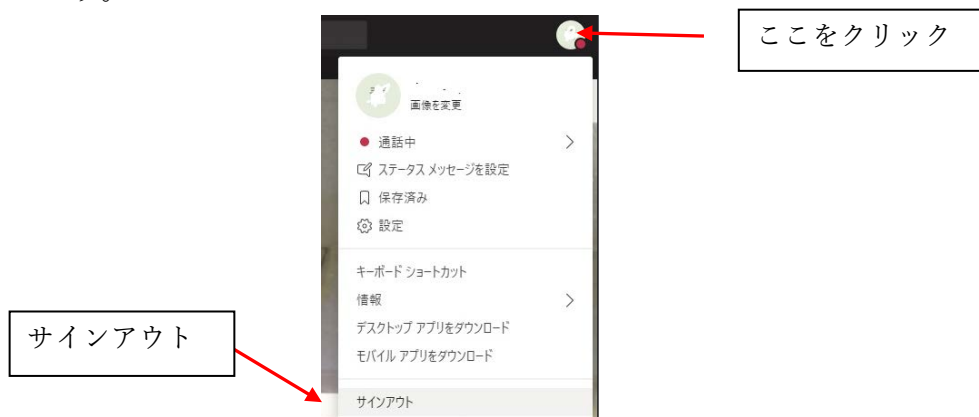 ここをクリック
画像を変更
通話中
ステータス メッセージを設定
保存済み
設定
キーボード ショートカット
情報
デスクトップ アプリをダウンロード
モバイル アプリをダウンロード
サインアウト
サインアウト